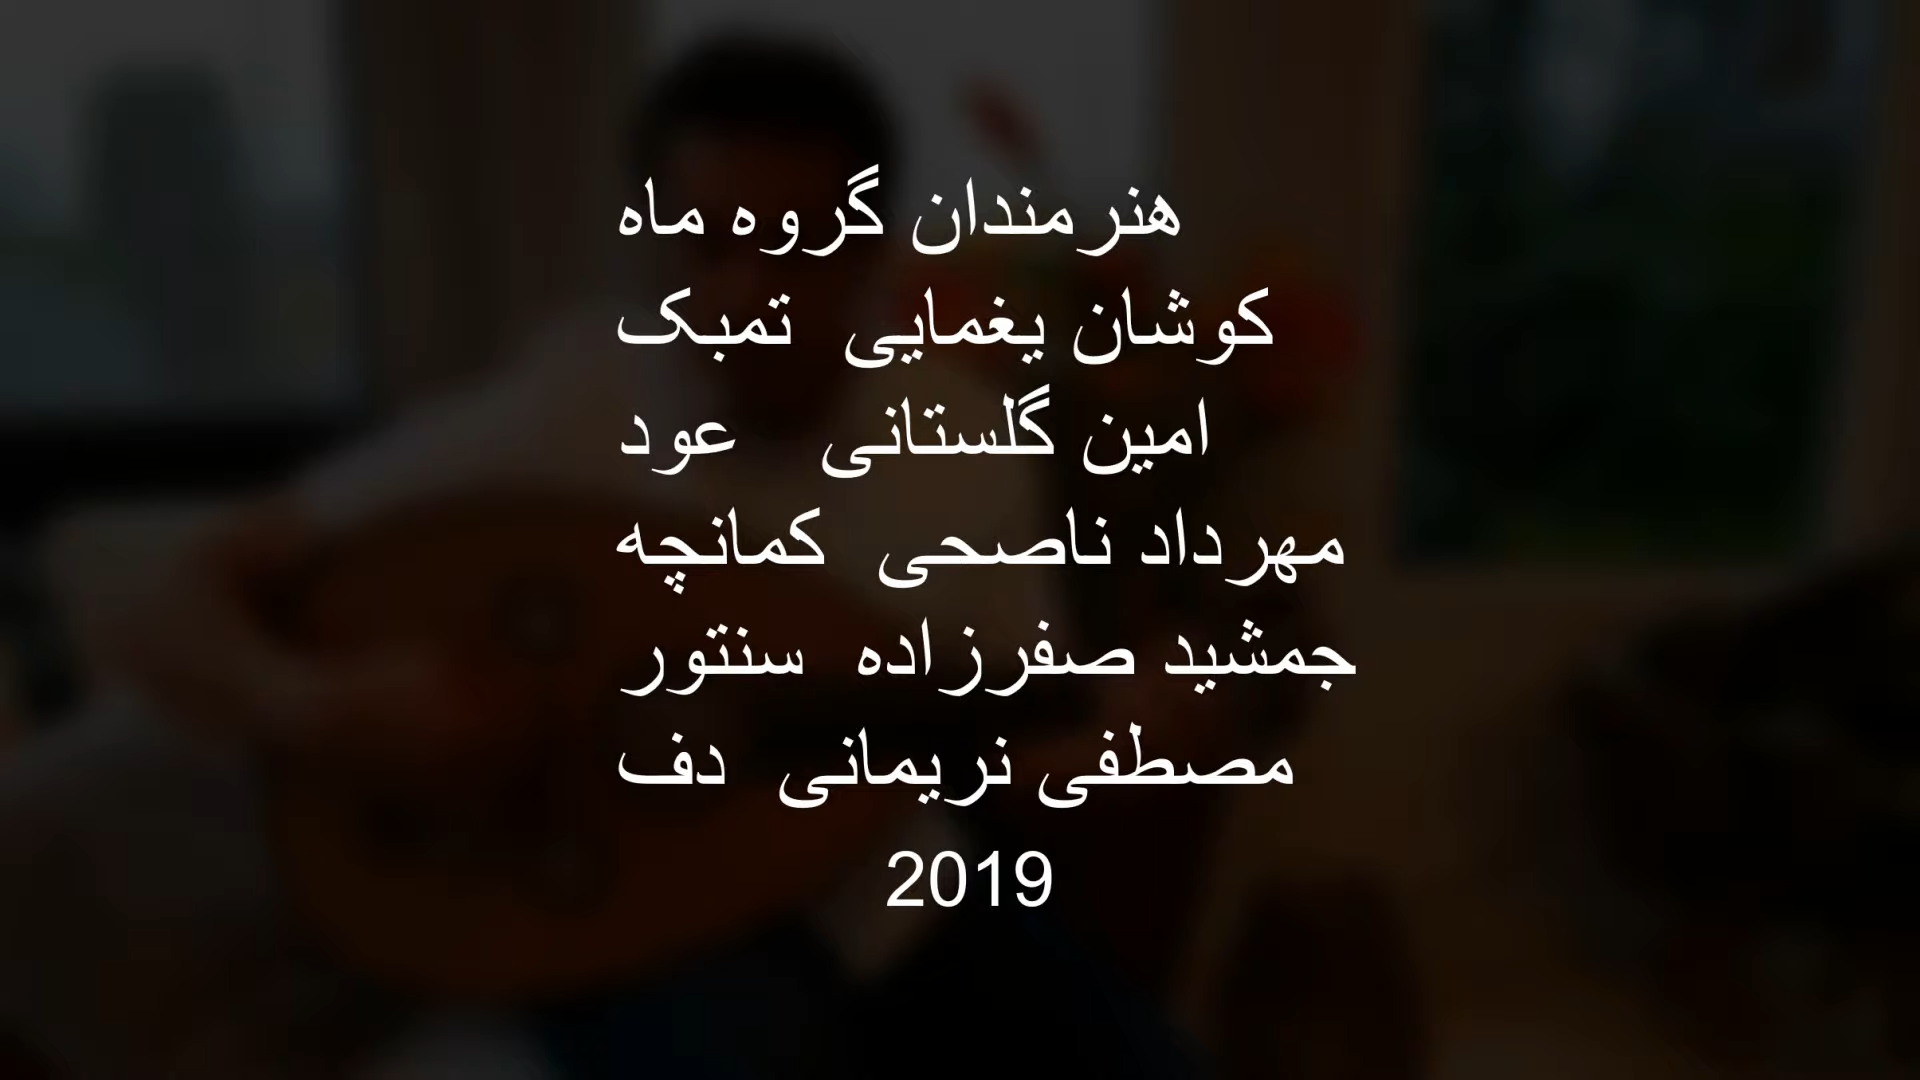 هنرمندان گروه ماه
کوشان یغمایی  تمبک
امین گلستانی   عود
مهرداد ناصحی  کمانچه
جمشید صفرزاده  سنتور
مصطفی نریمانی  دف
2019